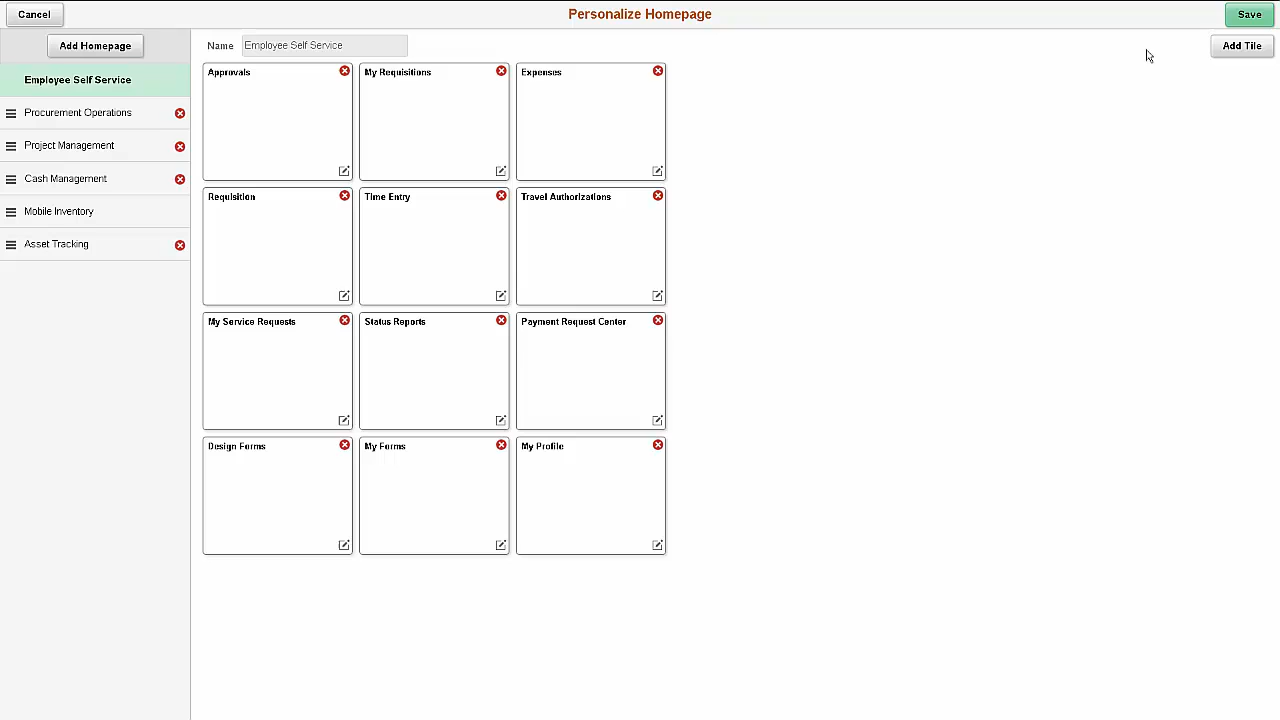 Cancel
Personalize Homepage
Save
Add Homepage
Name
Employee Self Service
Add Tile
Employee Self Service
Procurement Operations
Project Management
Cash Management
Mobile Inventory
Asset Tracking
Approvals
My Requisitions
Expenses
Requisition
Time Entry
Travel Authorizations
My Service Requests
Status Reports
Payment Request Center
Design Forms
My Forms
My Profile